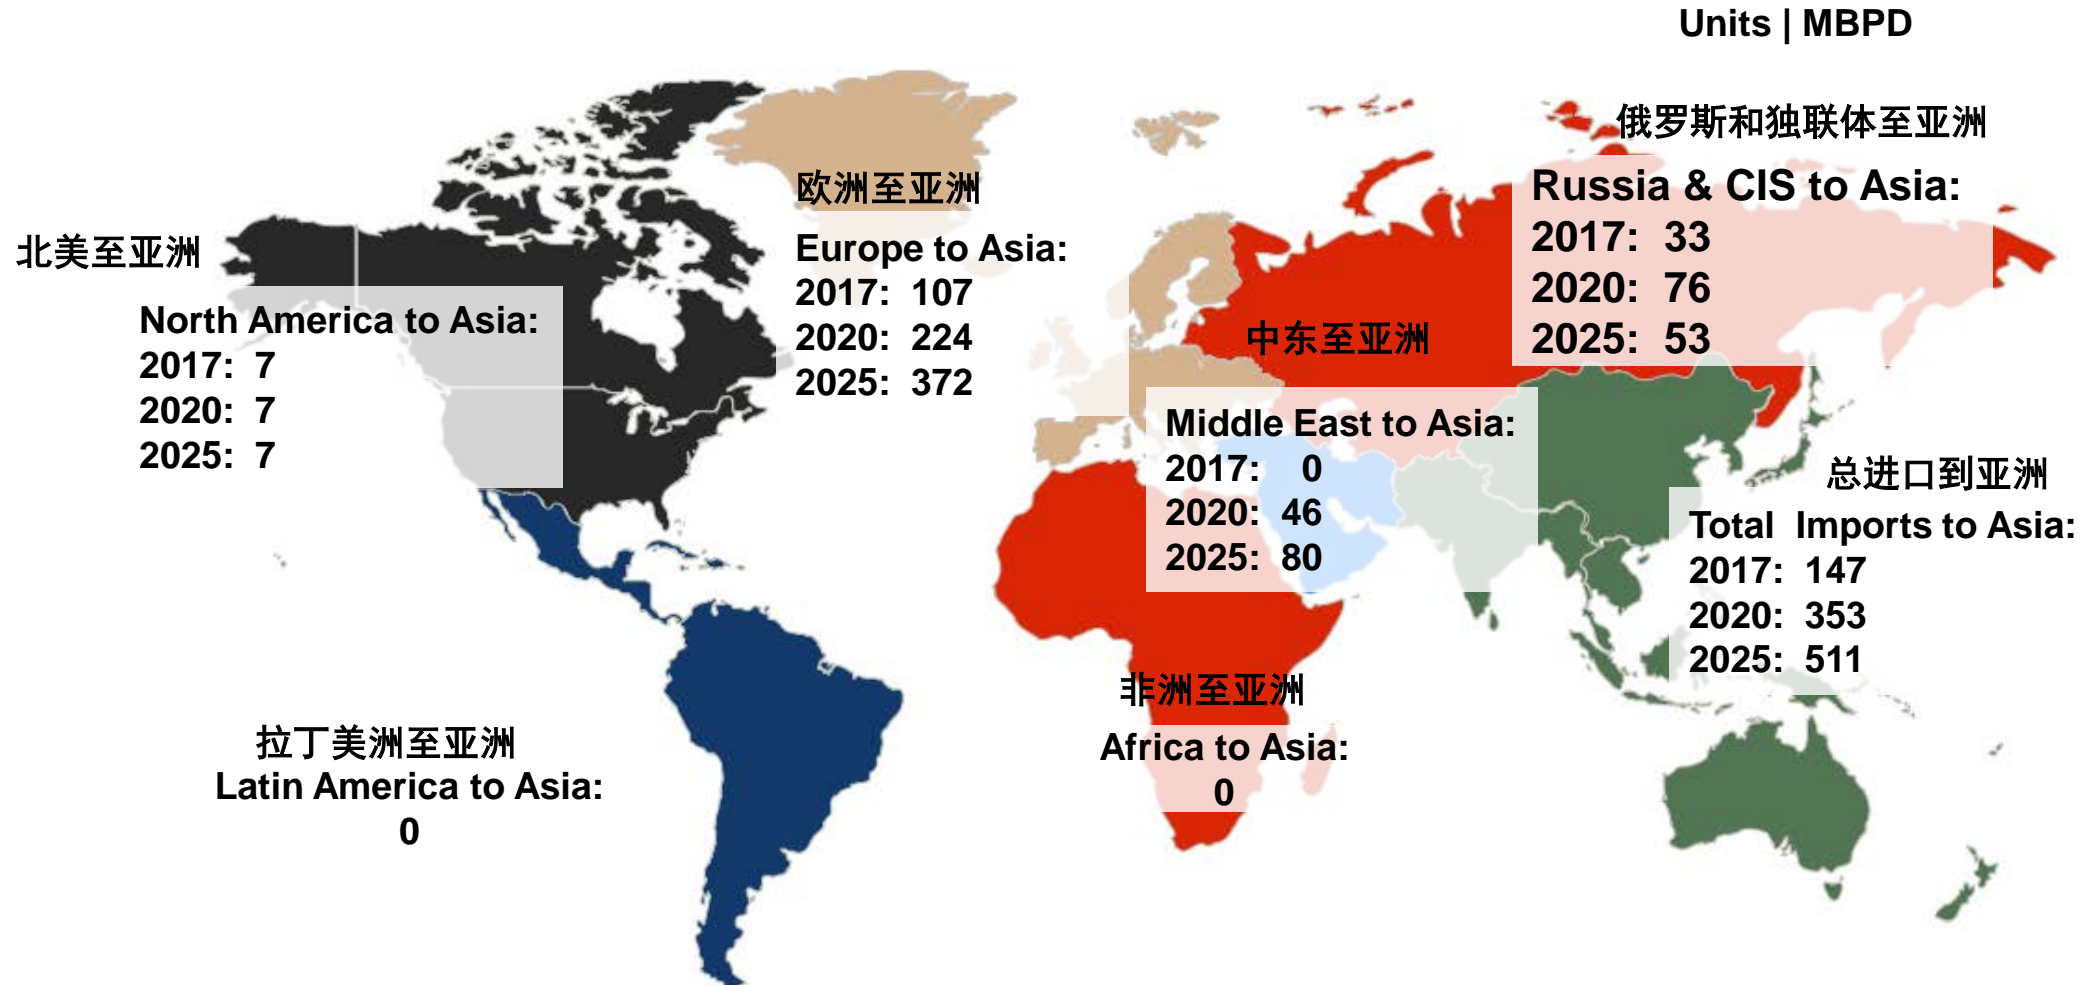 Units | MBPD
俄罗斯和独联体至亚洲
Russia & CIS to Asia:
2017: 33
2020: 76
2025: 53
欧洲至亚洲
Europe to Asia:
2017: 107
2020: 224
2025: 372
北美至亚洲
North America to Asia:
2017: 7
2020: 7
2025: 7
中东至亚洲
Middle East to Asia:
2017: 0
2020: 46
2025: 80
总进口到亚洲
Total Imports to Asia:
2017: 147
2020: 353
2025: 511
非洲至亚洲
Africa to Asia:
0
拉丁美洲至亚洲
Latin America to Asia:
0